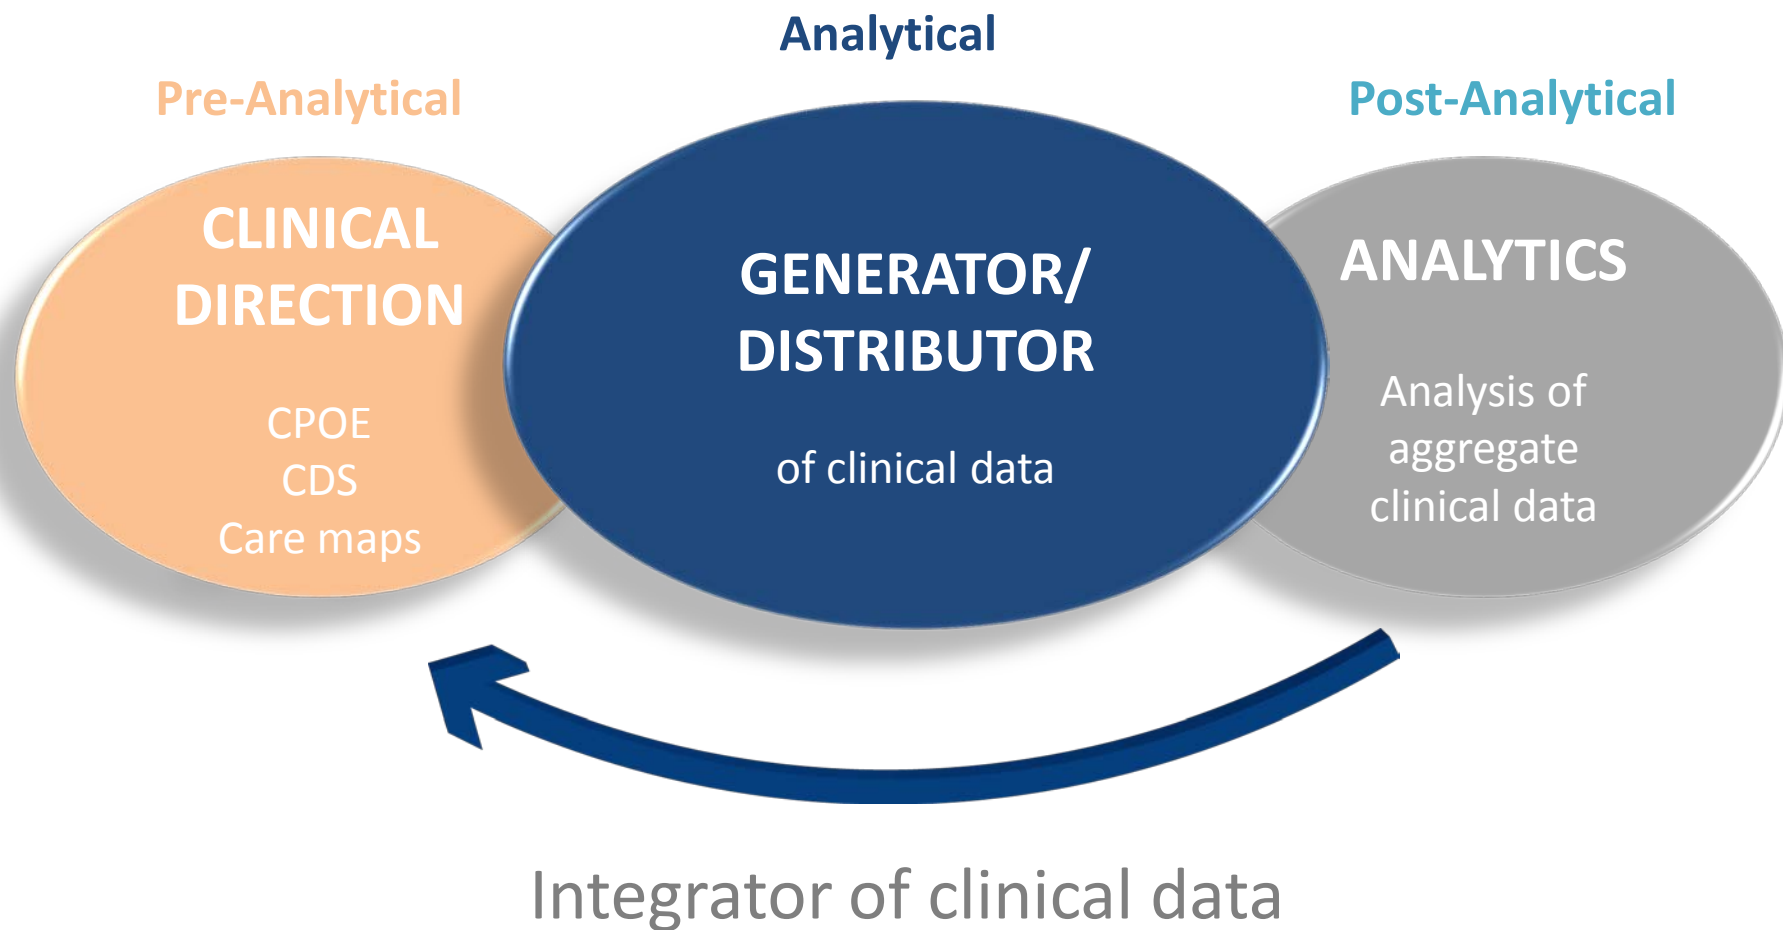 Analytical
Pre-Analytical
Post-Analytical
CLINICAL
DIRECTION
CPOE
CDS
Care maps
GENERATOR/
DISTRIBUTOR
of clinical data
ANALYTICS
Analysis of
aggregate
clinical data
Integrator of clinical data